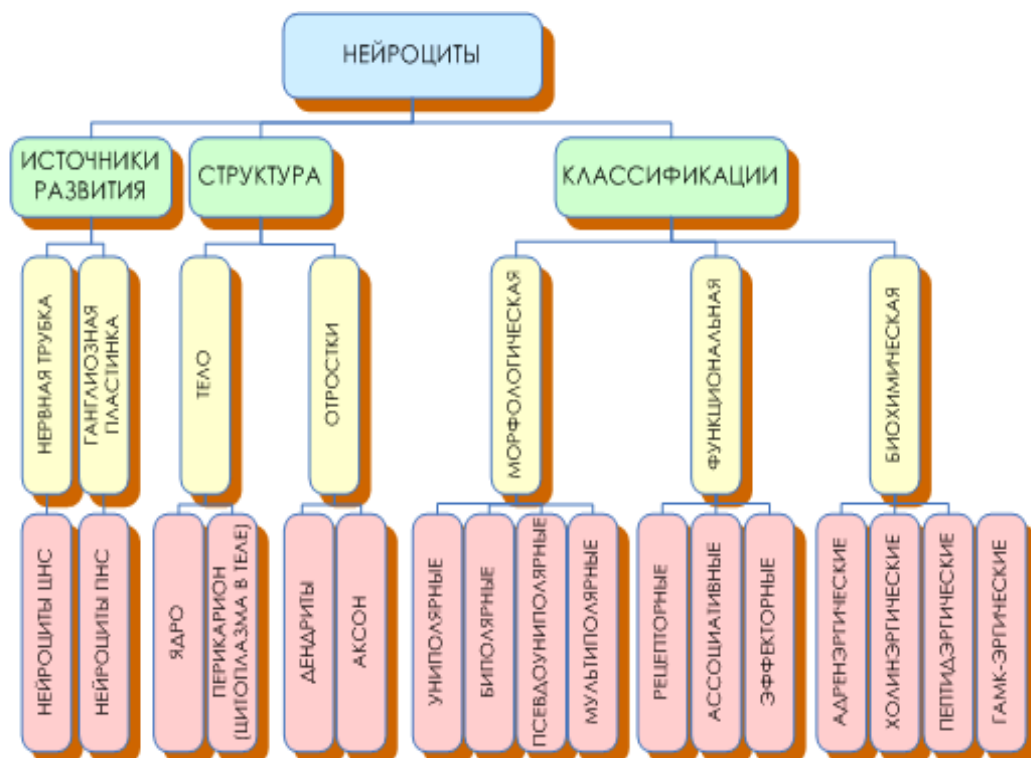 НЕЙРОЦИТЫ
ИСТОЧНИКИ
РАЗВИТИЯ
СТРУКТУРА
КЛАССИФИКАЦИИ
НЕРВНАЯ ТРУБКА
ГАНГЛИОЗНАЯ
ПЛАСТИНКА
ТЕЛО
ОТРОСТКИ
МОРФОЛОГИЧЕСКАЯ
ФУНКЦИОНАЛЬНАЯ
БИОХИМИЧЕСКАЯ
НЕЙРОЦИТЫ ЦНС
НЕЙРОЦИТЫ ПНС
ЯДРО
ПЕРИКАРИОН
(ЦИТОПЛАЗМА В ТЕЛЕ)
ДЕНДРИТЫ
АКСОН
УНИПОЛЯРНЫЕ
БИПОЛЯРНЫЕ
ПСЕВДОУНИПОЛЯРНЫЕ
МУЛЬТИПОЛЯРНЫЕ
РЕЦЕПТОРНЫЕ
АССОЦИАТИВНЫЕ
ЭФФЕКТОРНЫЕ
АДРЕНЭРГИЧЕСКИЕ
ХОЛИНЭРГИЧЕСКИЕ
ПЕПТИДЭРГИЧЕСКИЕ
ГАМК-ЭРГИЧЕСКИЕ